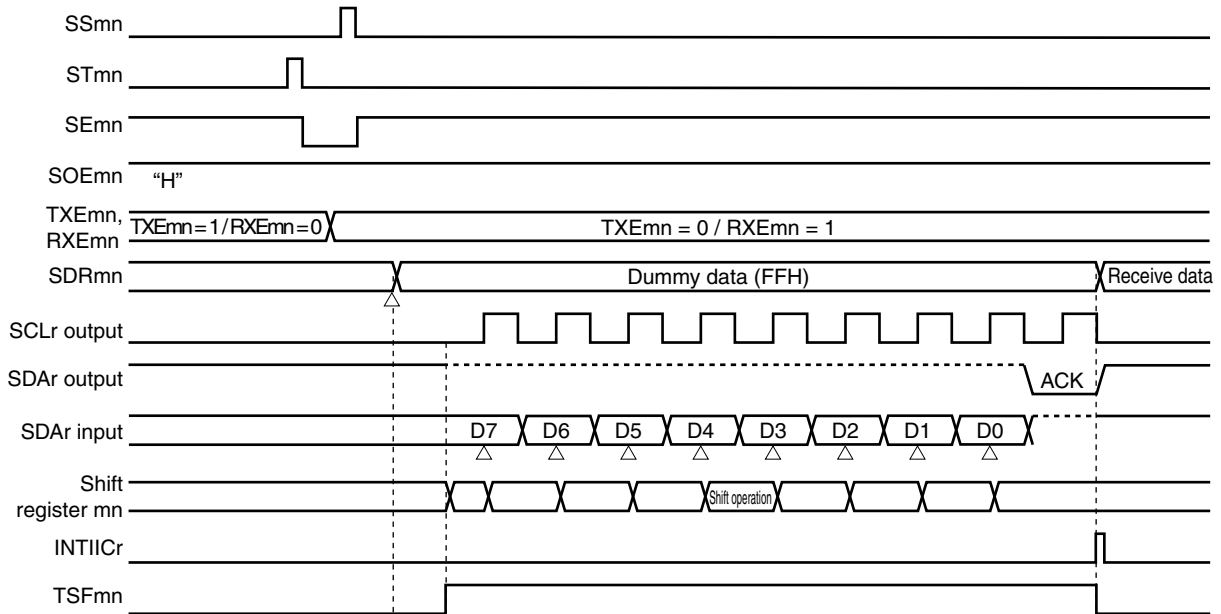 SSmn
STmn
SEmn
SOEmn “H”
TXEmn,
RXEmn
TXEmn=1/RXEmn=0 TXEmn = 0 / RXEmn = 1
SDRmn Dummy data (FFH) Receive data
SCLr output
SDAr output ACK
SDAr input D7 D6 D5 D4 D3 D2 D1 D0
Shift
register mn
Shift operation
INTIICr
TSFmn